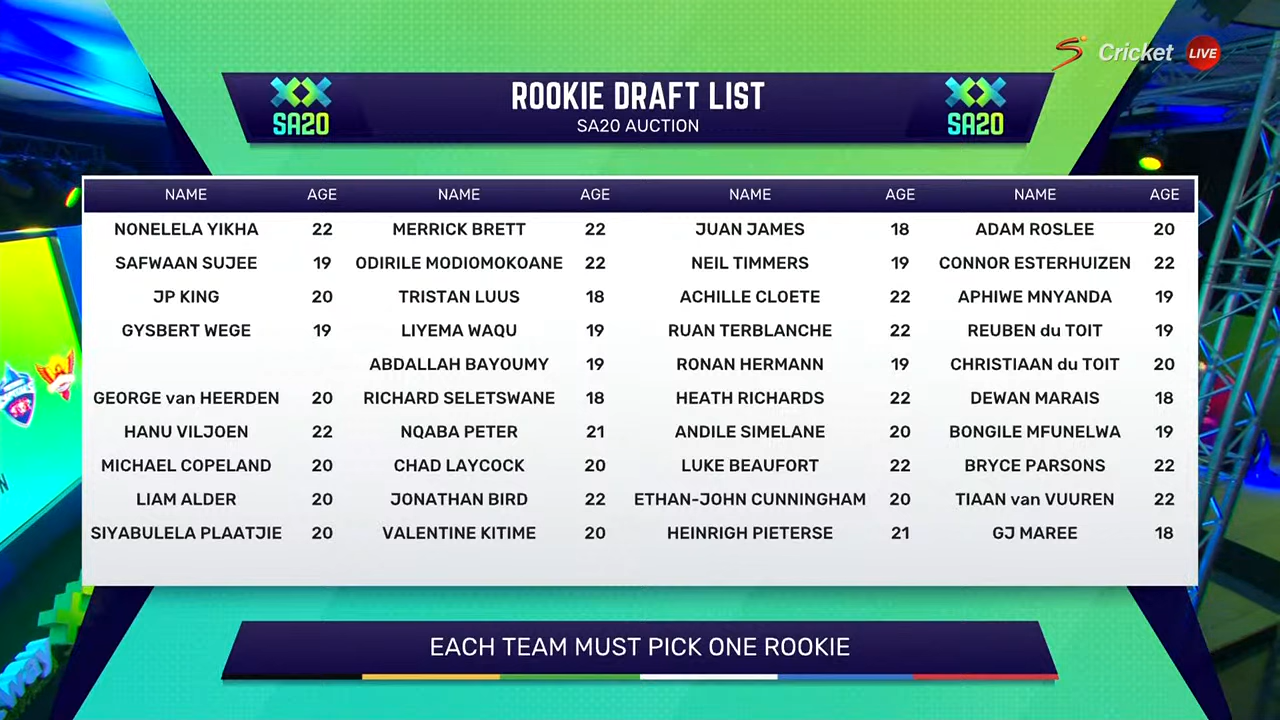 Cricket LIVE
ROOKIE DRAFT LIST
SA20 AUCTION
SA20
SA20
NAME AGE NAME AGE NAME AGE NAME AGE
NONELELA YIKHA 22 MERRICK BRETT 22 JUAN JAMES 18 ADAM ROSLEE 20
SAFWAAN SUJEE 19 ODIRILE MODIOMOKOANE 22 NEIL TIMMERS 19 CONNOR ESTERHUIZEN 22
JP KING 20 TRISTAN LUUS 18 ACHILLE CLOETE 22 APHIWE MNYANDA 19
GYSBERT WEGE 19 LIYEMA WAQU 19 RUAN TERBLANCHE 22 REUBEN du TOIT 19
ABDALLAH BAYOUMY 19 RONAN HERMANN 19 CHRISTIAAN du TOIT 20
GEORGE van HEERDEN 20 RICHARD SELETSWANE 18 HEATH RICHARDS 22 DEWAN MARAIS 18
HANU VILJOEN 22 NQABA PETER 21 ANDILE SIMELANE 20 BONGILE MFUNELWA 19
MICHAEL COPELAND 20 CHAD LAYCOCK 20 LUKE BEAUFORT 22 BRYCE PARSONS 22
LIAM ALDER 20 JONATHAN BIRD 22 ETHAN-JOHN CUNNINGHAM 20 TIAAN van VUUREN 22
SIYABULELA PLAATJIE 20 VALENTINE KITIME 20 HEINRIGH PIETERSE 21 GJ MAREE 18
EACH TEAM MUST PICK ONE ROOKIE